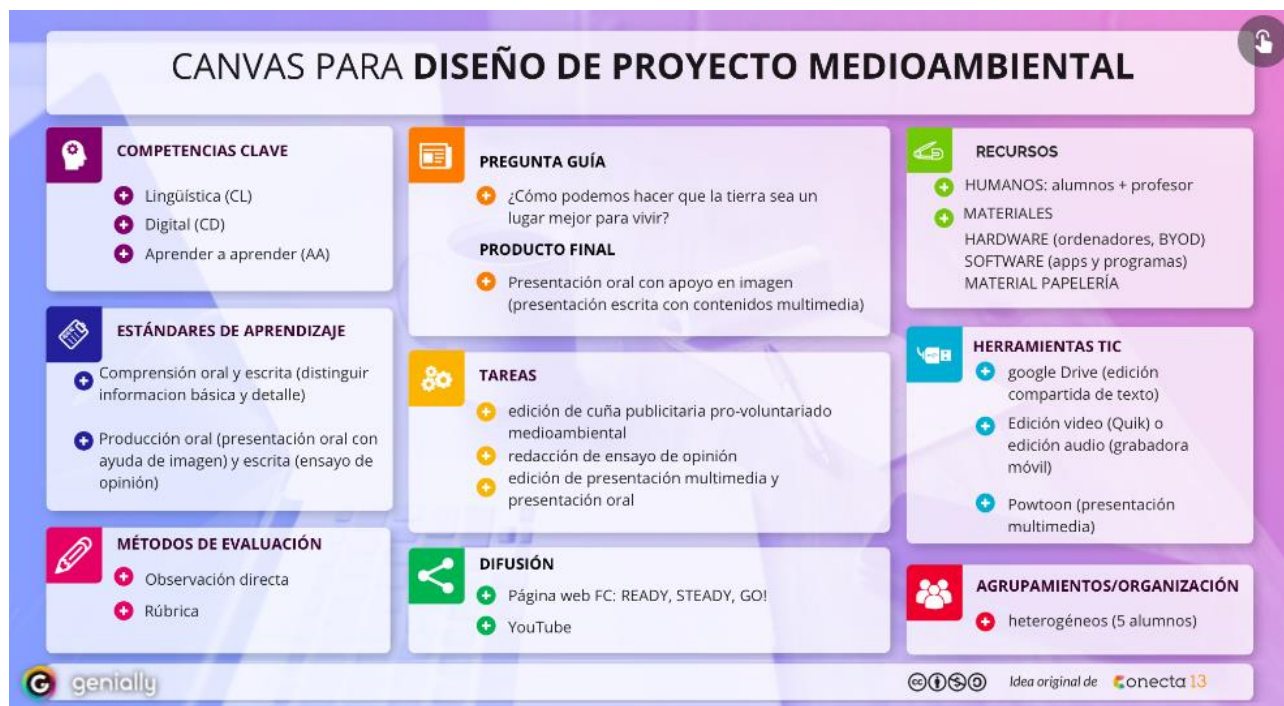 CANVAS PARA DISEÑO DE PROYECTO MEDIOAMBIENTAL
COMPETENCIAS CLAVE
Lingüística (CL)
Digital (CD)
Aprender a aprender (AA)
ESTÁNDARES DE APRENDIZAJE
Comprensión oral y escrita (distinguir
informacion básica y detalle)
Producción oral (presentación oral con
ayuda de imagen) y escrita (ensayo de
opinión)
MÉTODOS DE EVALUACIÓN
Observación directa
Rúbrica
PREGUNTA GUÍA
¿Cómo podemos hacer que la tierra sea un
lugar mejor para vivir?
PRODUCTO FINAL
Presentación oral con apoyo en imagen
(presentación escrita con contenidos multimedia)
TAREAS
edición de cuña publicitaria pro-voluntariado
medioambiental
redacción de ensayo de opinión
edición de presentación multimedia y
presentación oral
DIFUSIÓN
Página web FC: READY, STEADY, GO!
YouTube
RECURSOS
HUMANOS: alumnos + profesor
MATERIALES
HARDWARE (ordenadores, BYOD)
SOFTWARE (apps y programas)
MATERIAL PAPELERÍA
HERRAMIENTAS TIC
google Drive (edición
compartida de texto)
Edición video (Quik) o
edición audio (grabadora
móvil)
Powtoon (presentación
multimedia)
AGRUPAMIENTOS/ORGANIZACIÓN
heterogéneos (5 alumnos)
G genially
cc Idea original de Conecta 13